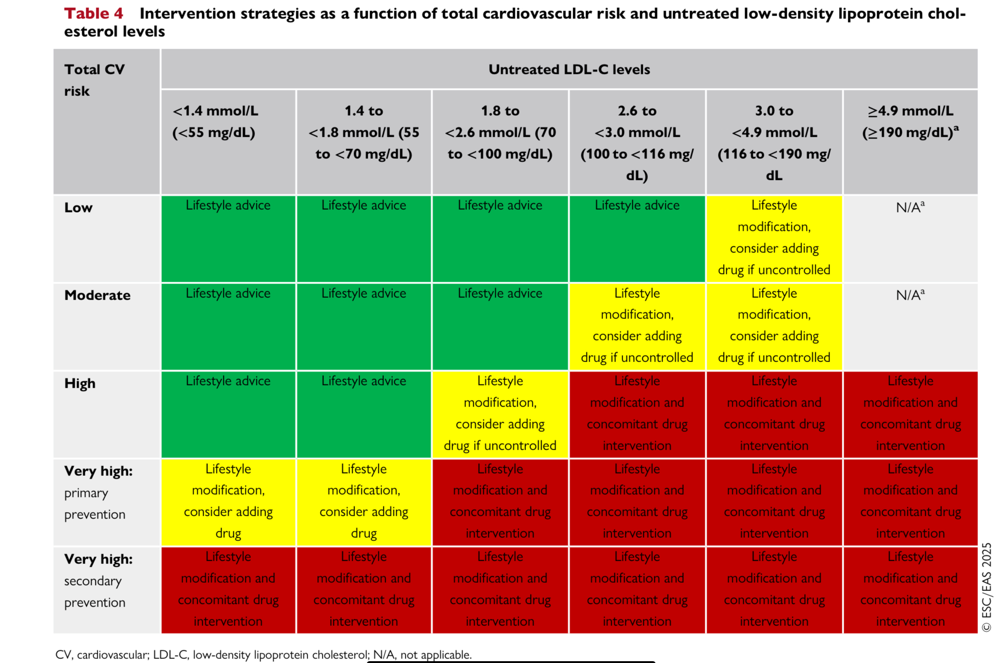 Table 4 Intervention strategies as a function of total cardiovascular risk and untreated low-density lipoprotein chol-
esterol levels
Total CV
risk
Untreated LDL-C levels
<1.4 mmol/L
(<55 mg/dL)
1.4 to
<1.8 mmol/L (55
to <70 mg/dL)
1.8 to
<2.6 mmol/L (70
to <100 mg/dL)
2.6 to
<3.0 mmol/L
(100 to <116 mg/
dL)
3.0 to
<4.9 mmol/L
(116 to <190 mg/
dL
≥4.9 mmol/L
(≥190 mg/dL)ᵃ
Low
Lifestyle advice
Lifestyle advice
Lifestyle advice
Lifestyle advice
Lifestyle
modification,
consider adding
drug if uncontrolled
N/Aᵃ
Moderate
Lifestyle advice
Lifestyle advice
Lifestyle advice
Lifestyle
modification,
consider adding
drug if uncontrolled
Lifestyle
modification,
consider adding
drug if uncontrolled
N/Aᵃ
High
Lifestyle advice
Lifestyle advice
Lifestyle
modification,
consider adding
drug if uncontrolled
Lifestyle
modification and
concomitant drug
intervention
Lifestyle
modification and
concomitant drug
intervention
Lifestyle
modification and
concomitant drug
intervention
Very high:
primary
prevention
Lifestyle
modification,
consider adding
drug
Lifestyle
modification,
consider adding
drug
Lifestyle
modification and
concomitant drug
intervention
Lifestyle
modification and
concomitant drug
intervention
Lifestyle
modification and
concomitant drug
intervention
Lifestyle
modification and
concomitant drug
intervention
Very high:
secondary
prevention
Lifestyle
modification and
concomitant drug
intervention
Lifestyle
modification and
concomitant drug
intervention
Lifestyle
modification and
concomitant drug
intervention
Lifestyle
modification and
concomitant drug
intervention
Lifestyle
modification and
concomitant drug
intervention
Lifestyle
modification and
concomitant drug
intervention
© ESC/EAS 2025
CV, cardiovascular; LDL-C, low-density lipoprotein cholesterol; N/A, not applicable.